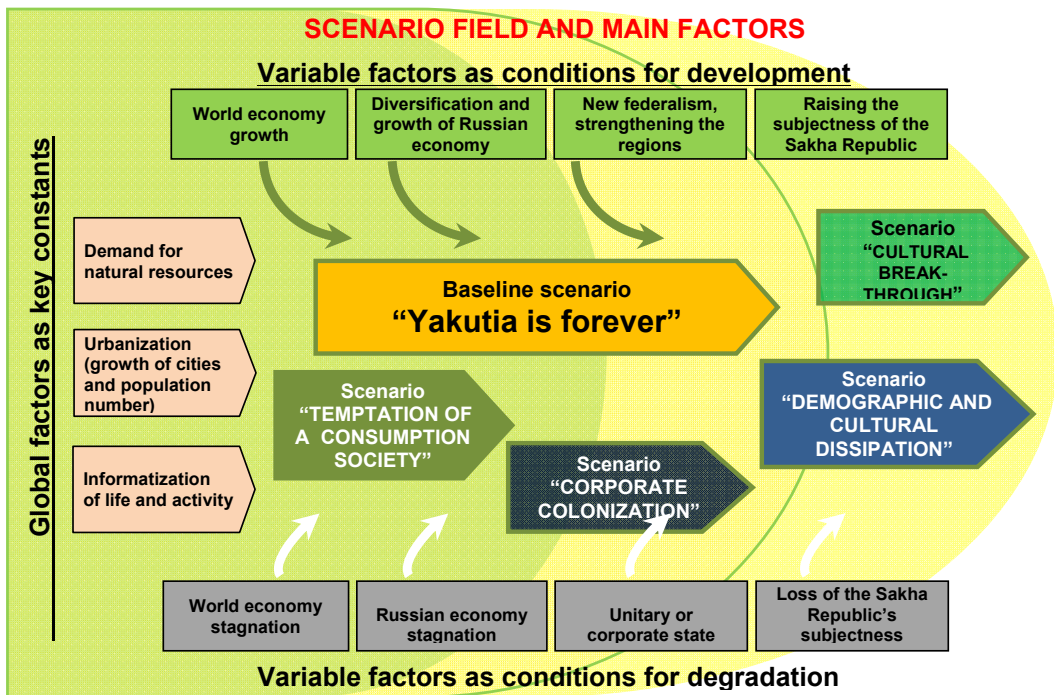 SCENARIO FIELD AND MAIN FACTORS
Variable factors as conditions for development
World economy
growth
Diversification and
growth of Russian
economy
New federalism,
strengthening the
regions
Raising the
subjectness of the
Sakha Republic
Global factors as key constants
Demand for
natural resources
Urbanization
(growth of cities
and population
number)
Informatization
of life and activity
Baseline scenario
“Yakutia is forever”
Scenario
“CULTURAL
BREAK-
THROUGH”
Scenario
“TEMPTATION OF
A CONSUMPTION
SOCIETY”
Scenario
“CORPORATE
COLONIZATION”
Scenario
“DEMOGRAPHIC AND
CULTURAL
DISSIPATION”
World economy
stagnation
Russian economy
stagnation
Unitary or
corporate state
Loss of the Sakha
Republic’s
subjectness
Variable factors as conditions for degradation